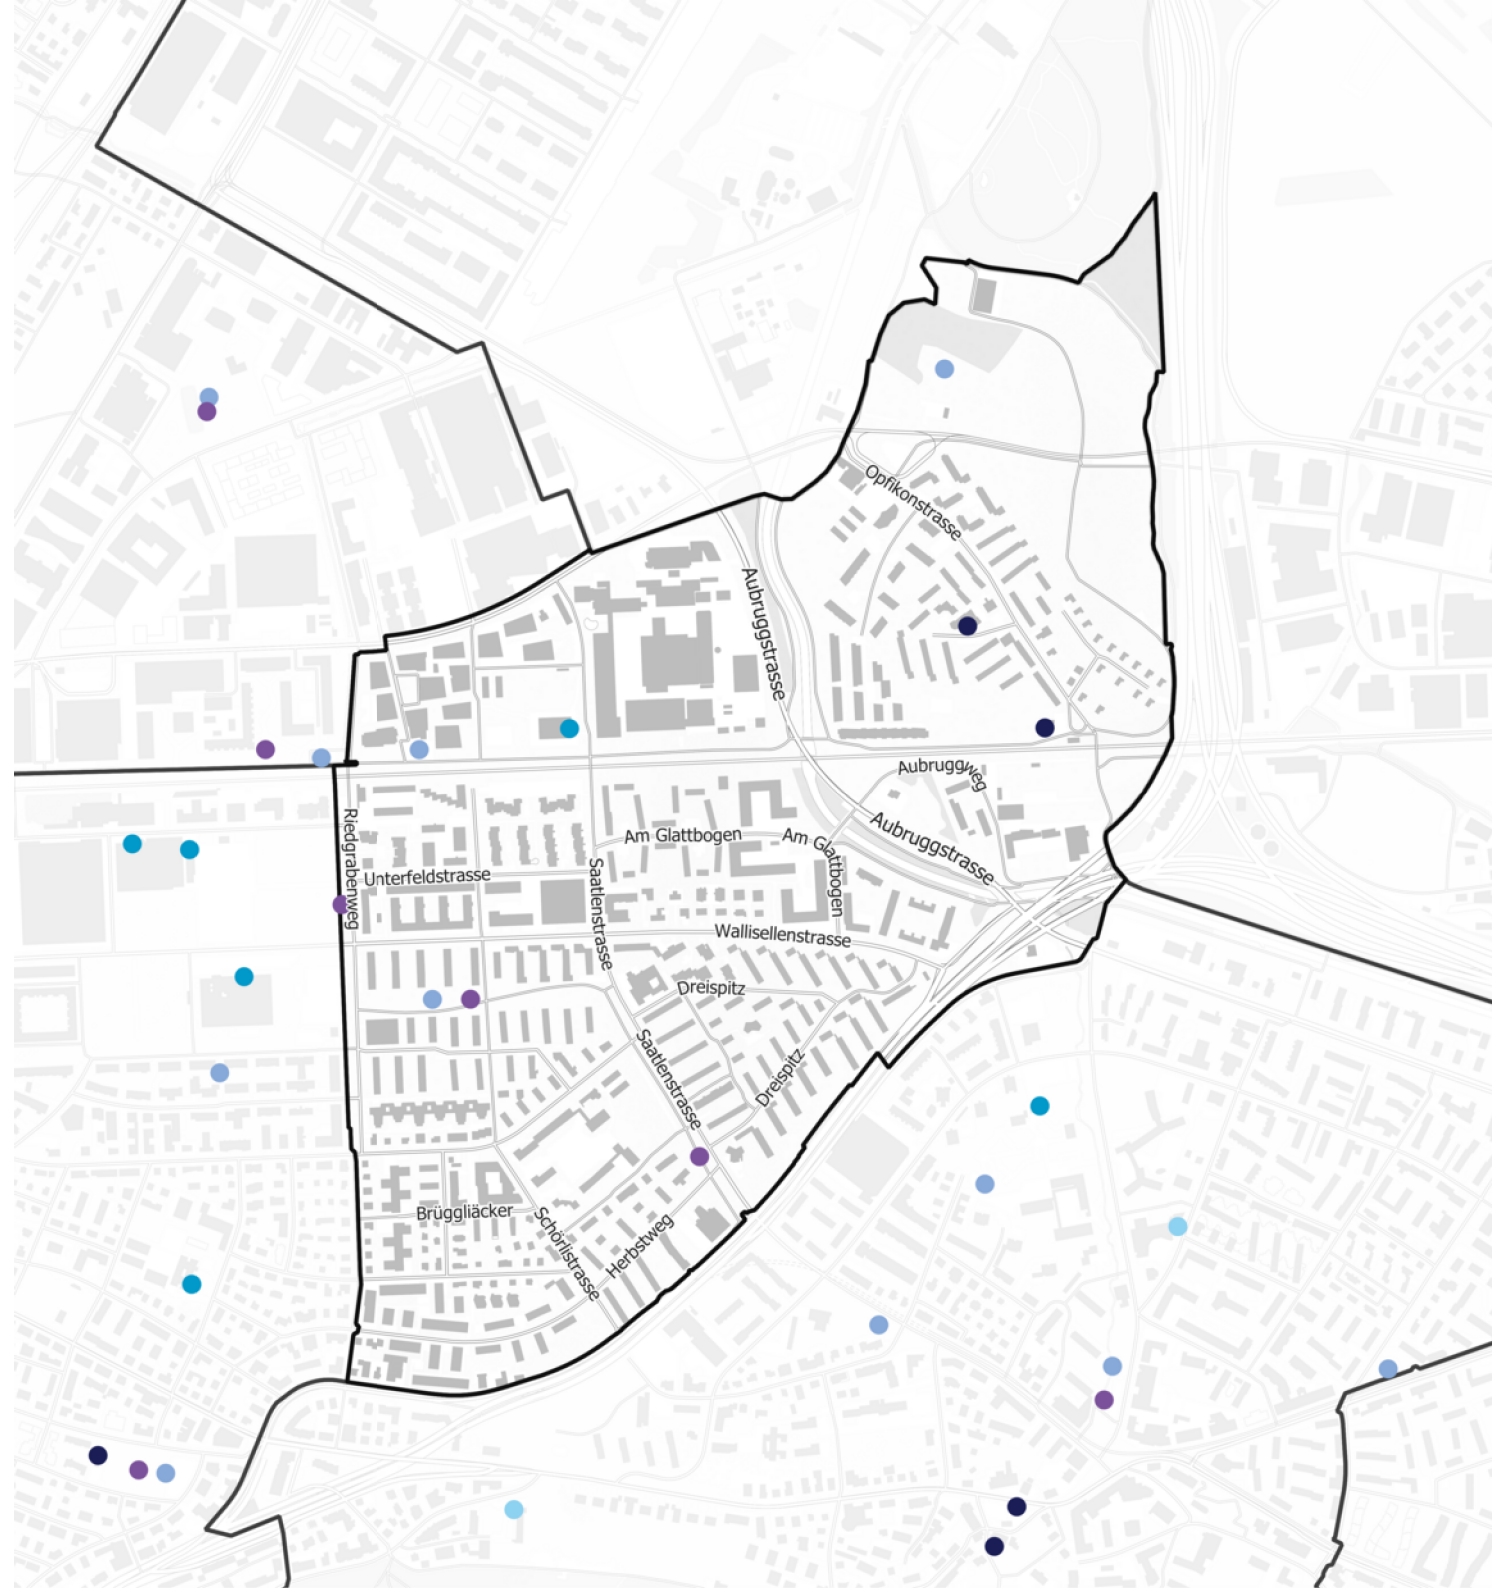 Opfikonstrasse
Aubruggstrasse
Aubruggweg
Riedgrabenweg
Am Glattbogen
Am Glattbogen
Aubruggstrasse
Unterfeldstrasse
Saatlenstrasse
Wallisellenstrasse
Dreispitz
Saatlenstrasse
Dreispitz
Brüggliäcker
Schörlistrasse
Herbstweg